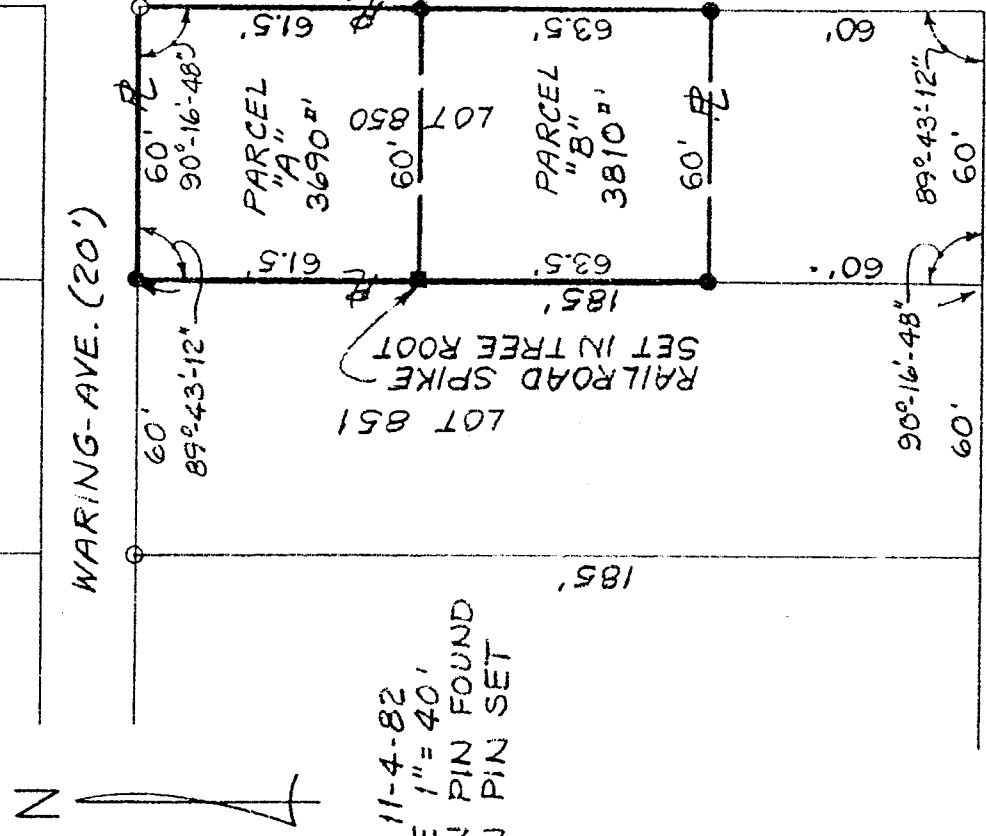 WARING-AVE. (20')
60'
90°-16'-48"
61.5'
PARCEL
"A"
3690 □'
LOT 850
60'
63.5'
PARCEL
"B"
3810 □'
60'
60'
89°-43'-12"
60'
89°-43'-12"
60'
61.5'
63.5'
185'
60'
90°-16'-48"
60'
RAILROAD SPIKE
SET IN TREE ROOT
LOT 851
185'
11-4-82
1"=40'
PIN FOUND
PIN SET
N